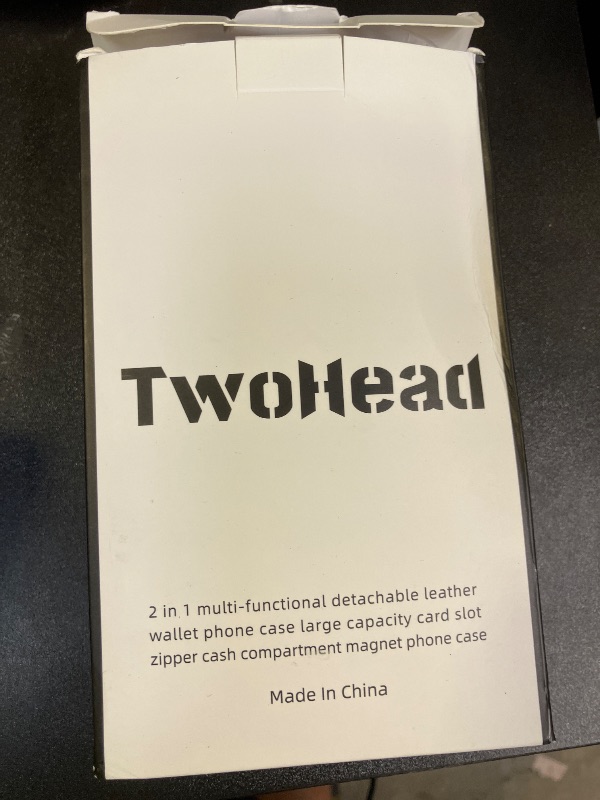 TwoHead
2 in 1 multi-functional detachable leather
wallet phone case large capacity card slot
zipper cash compartment magnet phone case
Made In China